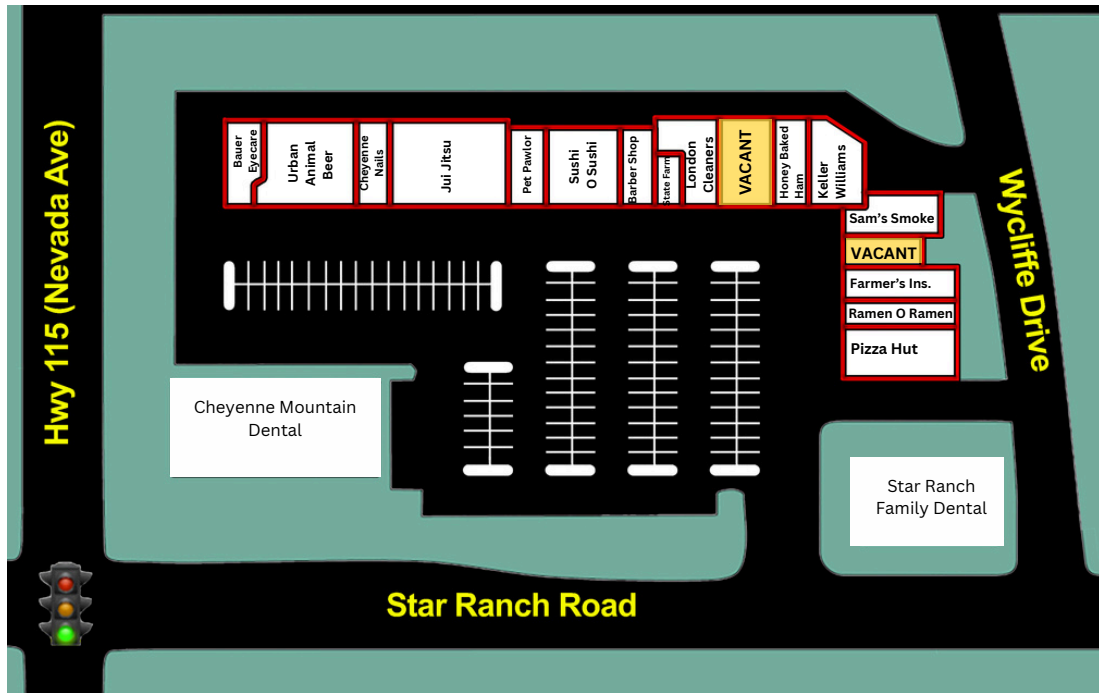 Hwy 115 (Nevada Ave)
Bauer
Eyecare
Urban
Animal
Beer
Cheyenne
Nails
Jui Jitsu
Pet Pawlor
Sushi
O Sushi
Barber Shop
State Farm
London
Cleaners
VACANT
Honey Baked
Ham
Keller
Williams
Sam's Smoke
VACANT
Farmer's Ins.
Ramen O Ramen
Pizza Hut
Wycliffe Drive
Cheyenne Mountain
Dental
Star Ranch
Family Dental
Star Ranch Road